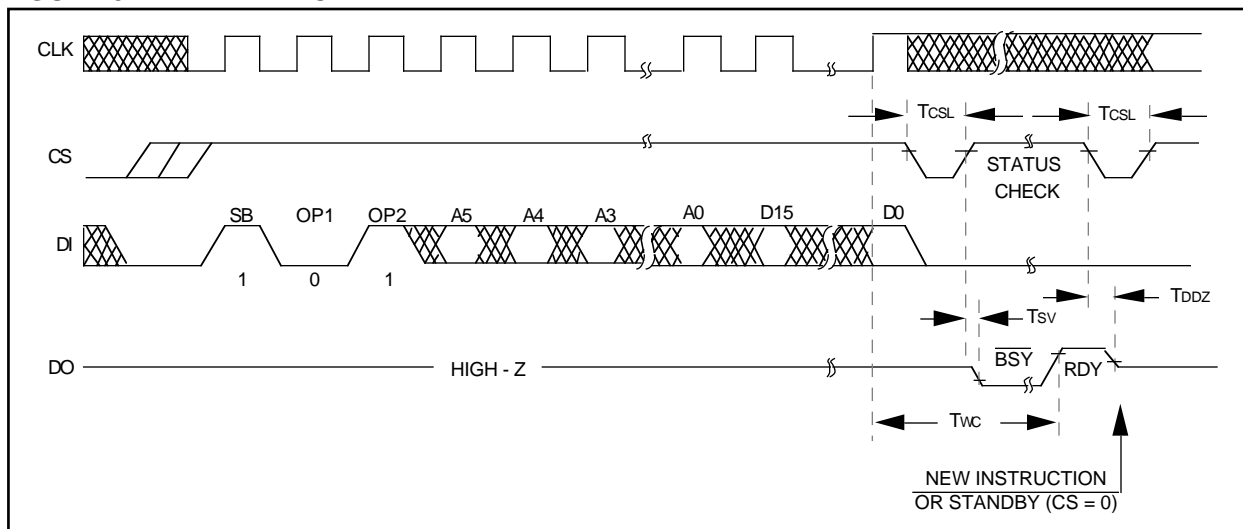 CLK
TCSL TCSL
CS
STATUS
CHECK
SB OP1 OP2 A5 A4 A3 A0 D15 D0
DI
1 0 1
TDDZ
TSV
BSY
DO HIGH - Z RDY
TWC
NEW INSTRUCTION
OR STANDBY (CS = 0)